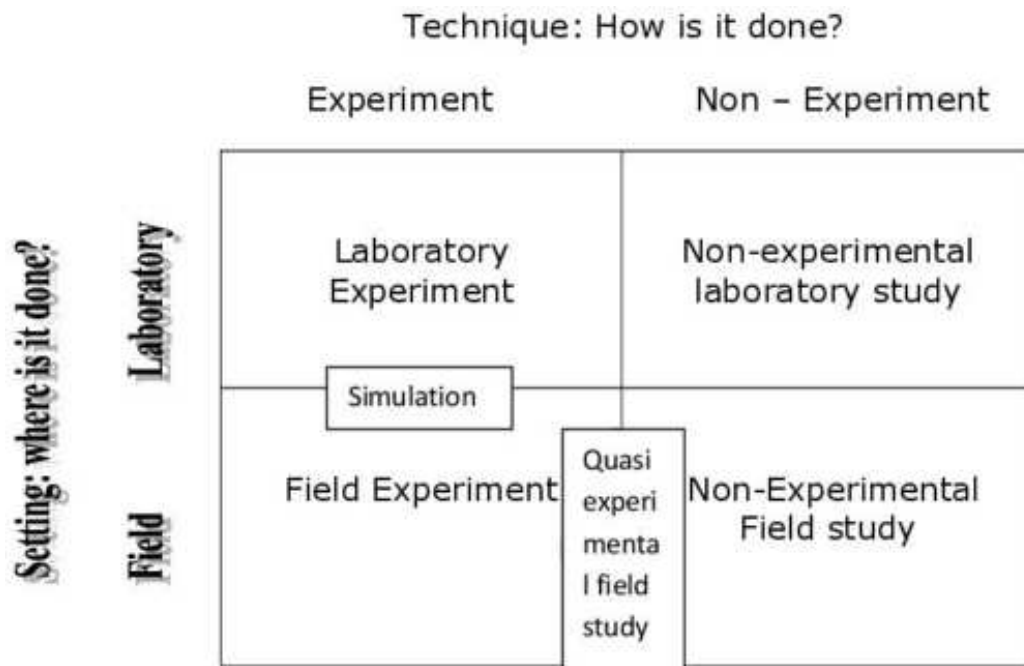 Technique: How is it done?
Experiment
Non – Experiment
Setting: where is it done?
Laboratory
Laboratory
Experiment
Non-experimental
laboratory study
Simulation
Field
Field Experiment
Quasi
experi
menta
l field
study
Non-Experimental
Field study